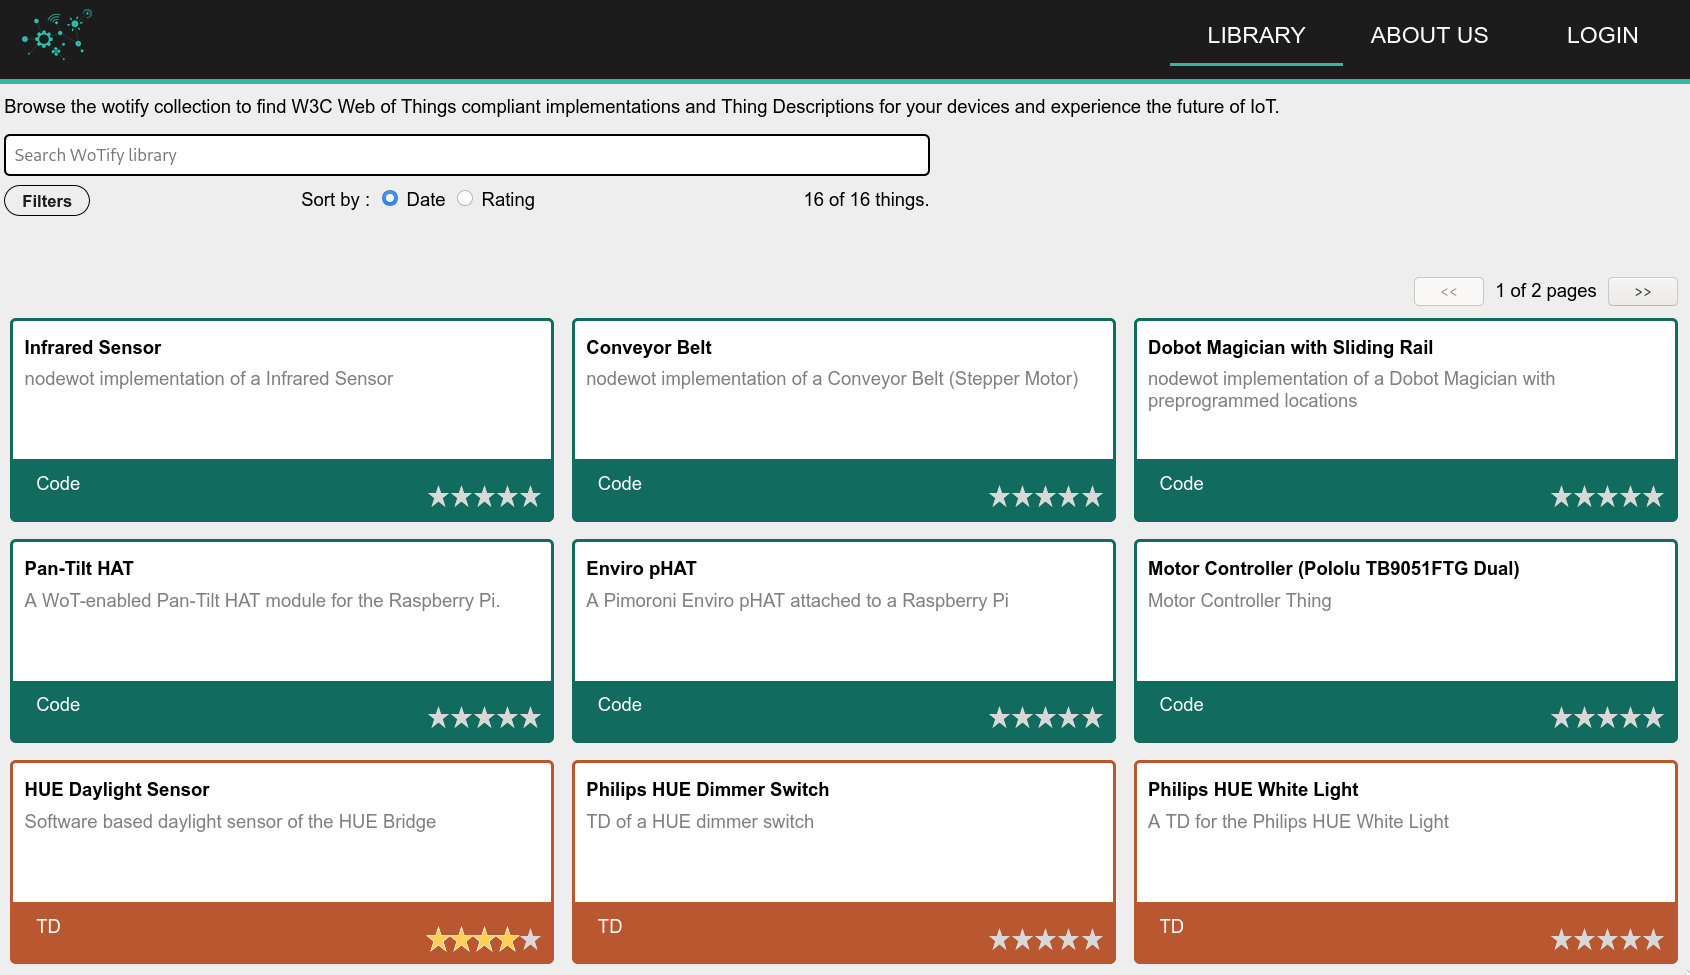 LIBRARY ABOUT US LOGIN
Browse the wotify collection to find W3C Web of Things compliant implementations and Thing Descriptions for your devices and experience the future of IoT.
Search WoTify library
Filters Sort by : Date Rating 16 of 16 things.
<< 1 of 2 pages >>
Infrared Sensor
nodewot implementation of a Infrared Sensor
Code
Conveyor Belt
nodewot implementation of a Conveyor Belt (Stepper Motor)
Code
Dobot Magician with Sliding Rail
nodewot implementation of a Dobot Magician with
preprogrammed locations
Code
Pan-Tilt HAT
A WoT-enabled Pan-Tilt HAT module for the Raspberry Pi.
Code
Enviro pHAT
A Pimoroni Enviro pHAT attached to a Raspberry Pi
Code
Motor Controller (Pololu TB9051FTG Dual)
Motor Controller Thing
Code
HUE Daylight Sensor
Software based daylight sensor of the HUE Bridge
TD
Philips HUE Dimmer Switch
TD of a HUE dimmer switch
TD
Philips HUE White Light
A TD for the Philips HUE White Light
TD